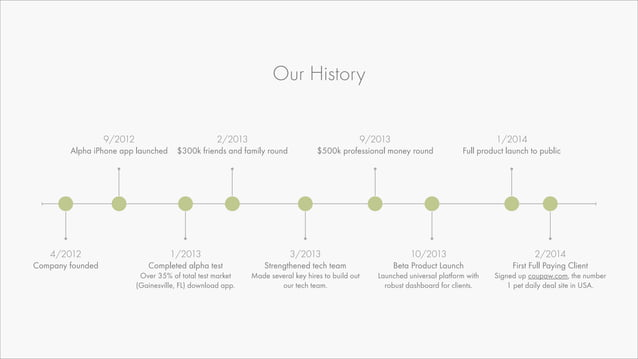 Our History
9/2012
Alpha iPhone app launched
2/2013
$300k friends and family round
9/2013
$500k professional money round
1/2014
Full product launch to public
4/2012
Company founded
1/2013
Completed alpha test
Over 35% of total test market
(Gainesville, FL) download app.
3/2013
Strengthened tech team
Made several key hires to build out
our tech team.
10/2013
Beta Product Launch
Launched universal platform with
robust dashboard for clients.
2/2014
First Full Paying Client
Signed up coupaw.com, the number
1 pet daily deal site in USA.